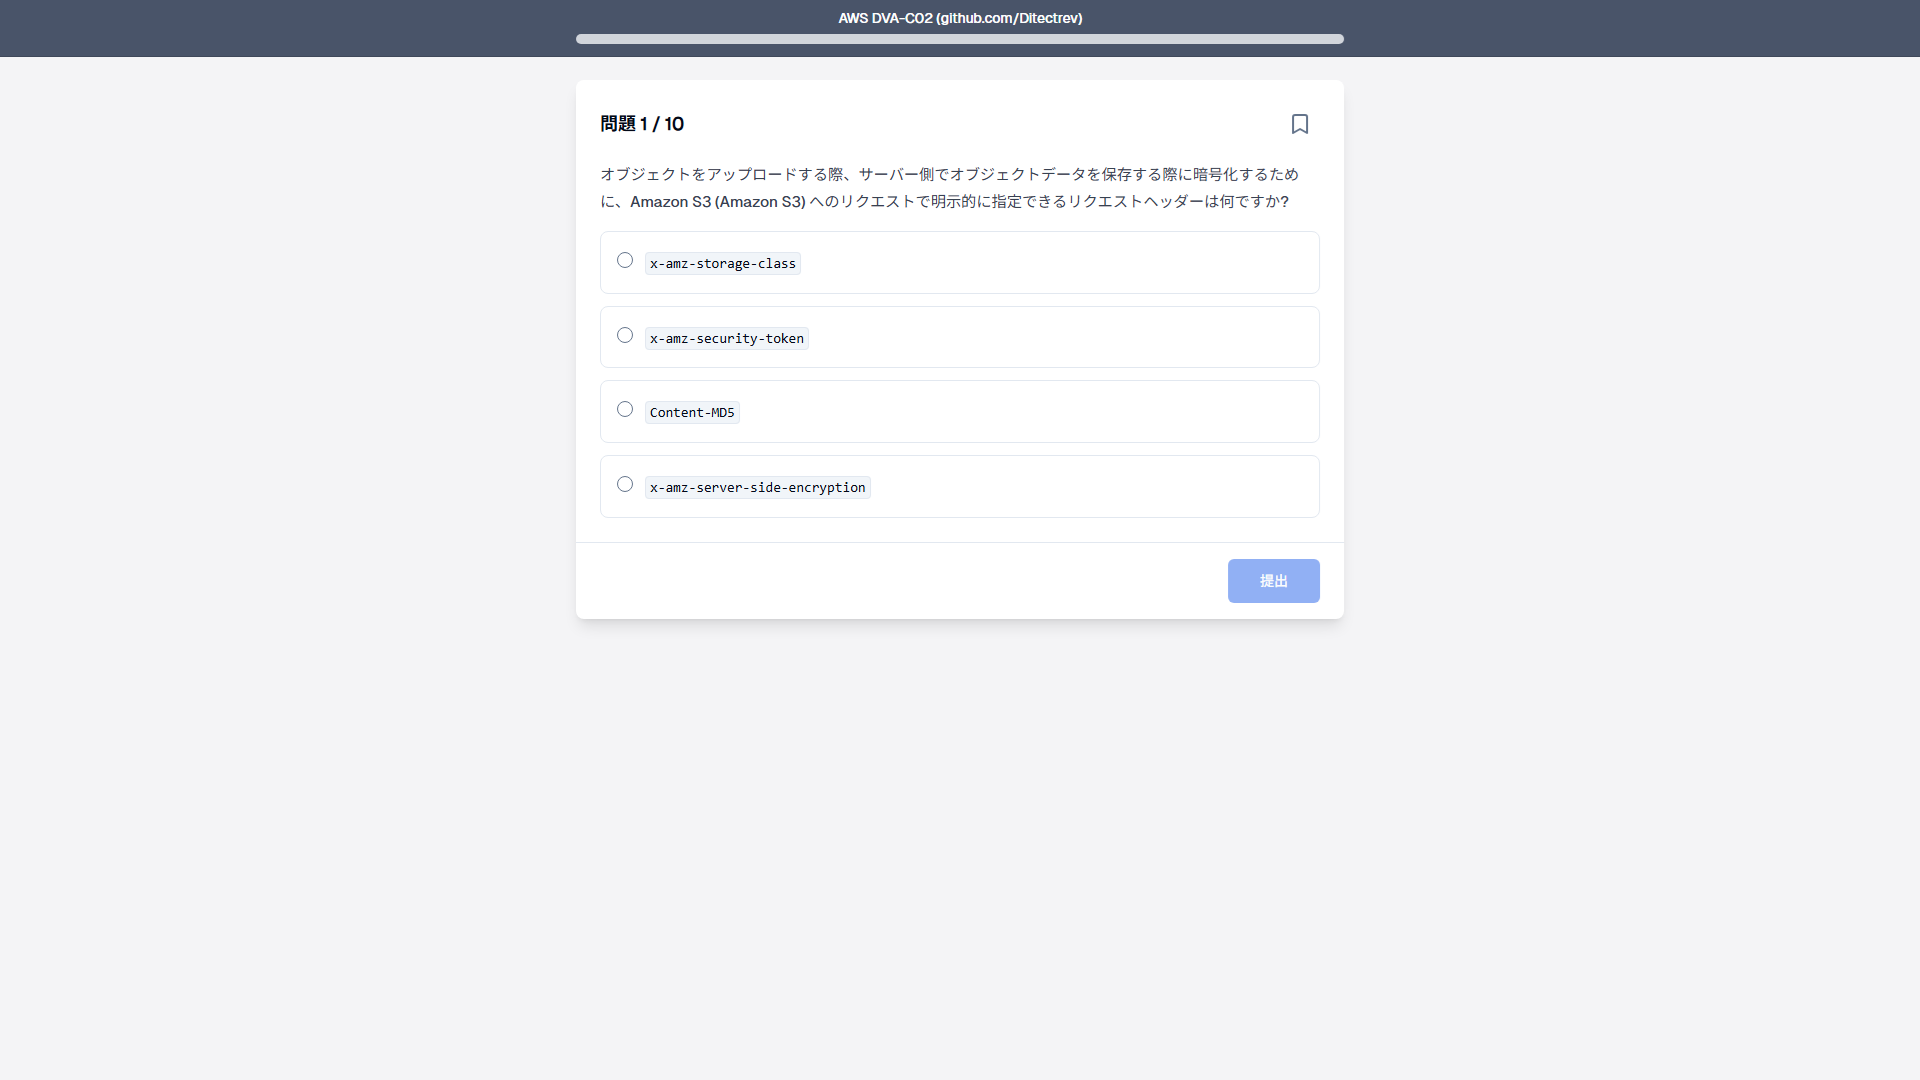 AWS DVA-C02 (github.com/Ditectrev)
問題 1 / 10
オブジェクトをアップロードする際、サーバー側でオブジェクトデータを保存する際に暗号化するため
に、Amazon S3 (Amazon S3) へのリクエストで明示的に指定できるリクエストヘッダーは何ですか?
x-amz-storage-class
x-amz-security-token
Content-MD5
x-amz-server-side-encryption
提出